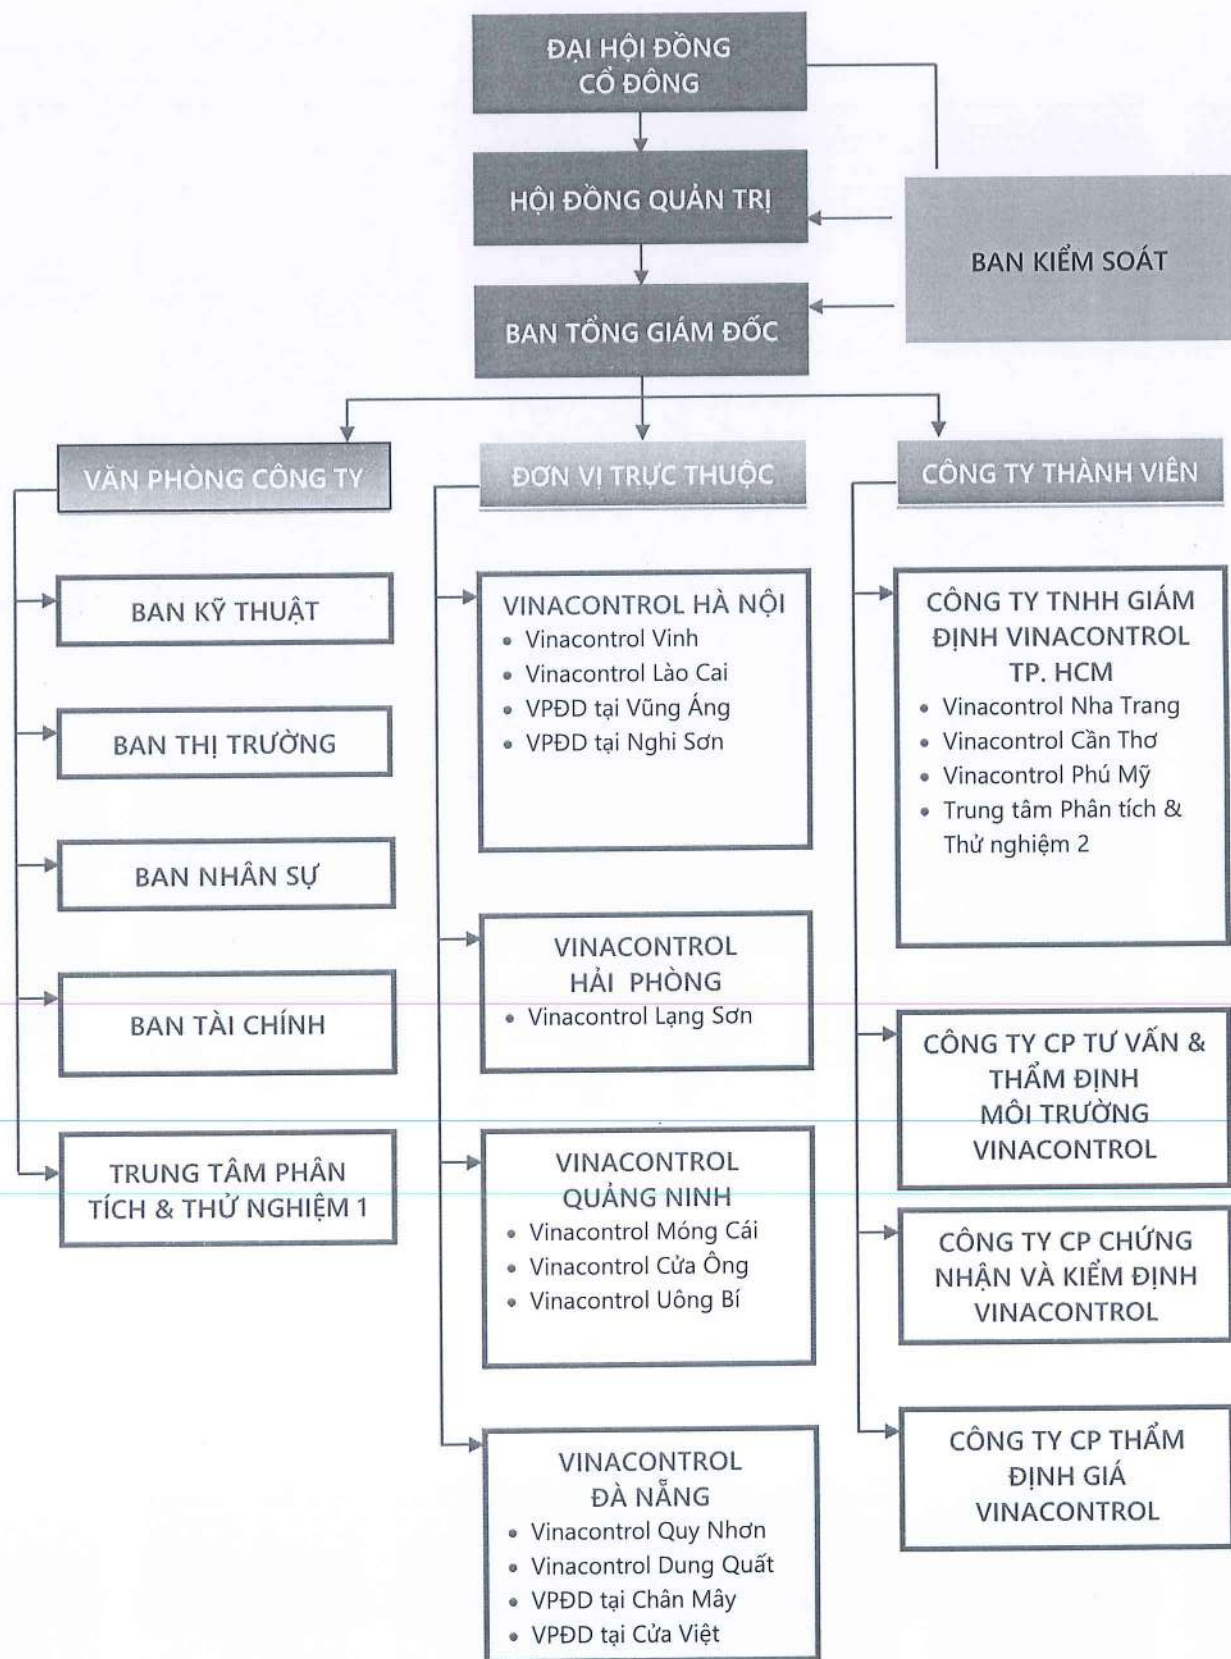 ĐẠI HỘI ĐỒNG
CỔ ĐÔNG
HỘI ĐỒNG QUẢN TRỊ
BAN KIỂM SOÁT
BAN TỔNG GIÁM ĐỐC
VĂN PHÒNG CÔNG TY
BAN KỸ THUẬT
BAN THỊ TRƯỜNG
BAN NHÂN SỰ
BAN TÀI CHÍNH
TRUNG TÂM PHÂN
TÍCH & THỬ NGHIỆM 1
ĐƠN VỊ TRỰC THUỘC
VINACONTROL HÀ NỘI
• Vinacontrol Vinh
• Vinacontrol Lào Cai
• VPĐD tại Vũng Áng
• VPĐD tại Nghi Sơn
VINACONTROL
HẢI PHÒNG
• Vinacontrol Lạng Sơn
VINACONTROL
QUẢNG NINH
• Vinacontrol Móng Cái
• Vinacontrol Cửa Ông
• Vinacontrol Uông Bí
VINACONTROL
ĐÀ NẴNG
• Vinacontrol Quy Nhơn
• Vinacontrol Dung Quất
• VPĐD tại Chân Mây
• VPĐD tại Cửa Việt
CÔNG TY THÀNH VIÊN
CÔNG TY TNHH GIÁM
ĐỊNH VINACONTROL
TP. HCM
• Vinacontrol Nha Trang
• Vinacontrol Cần Thơ
• Vinacontrol Phú Mỹ
• Trung tâm Phân tích &
Thử nghiệm 2
CÔNG TY CP TƯ VẤN &
THẨM ĐỊNH
MÔI TRƯỜNG
VINACONTROL
CÔNG TY CP CHỨNG
NHẬN VÀ KIỂM ĐỊNH
VINACONTROL
CÔNG TY CP THẨM
ĐỊNH GIÁ
VINACONTROL